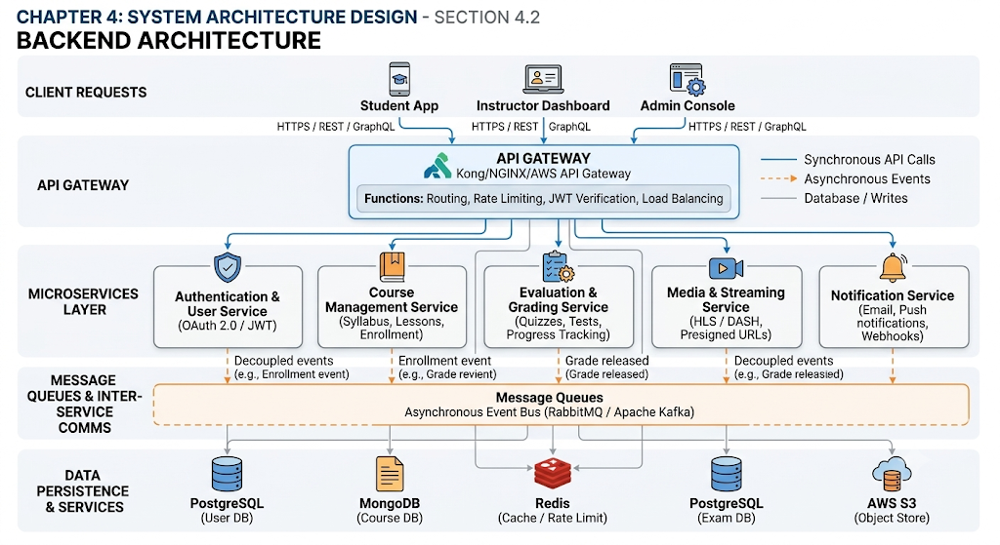 CHAPTER 4: SYSTEM ARCHITECTURE DESIGN - SECTION 4.2
BACKEND ARCHITECTURE
CLIENT REQUESTS
Student App
Instructor Dashboard
Admin Console
HTTPS / REST / GraphQL
HTTPS / REST
GraphQL
HTTPS / REST / GraphQL
API GATEWAY
API GATEWAY
Kong/NGINX/AWS API Gateway
Functions: Routing, Rate Limiting, JWT Verification, Load Balancing
Synchronous API Calls
Asynchronous Events
Database / Writes
MICROSERVICES
LAYER
Authentication &
User Service
(OAuth 2.0 / JWT)
Course
Management Service
(Syllabus, Lessons,
Enrollment)
Evaluation &
Grading Service
(Quizzes, Tests,
Progress Tracking)
Media & Streaming
Service
(HLS / DASH,
Presigned URLs)
Notification Service
(Email, Push
notifications,
Webhooks)
Decoupled events
(e.g., Enrollment event)
Enrollment event
(e.g., Grade revient)
Grade released
(Grade released)
Decoupled events
(e.g., Grade released)
MESSAGE
QUEUES & INTER-
SERVICE
COMMS
Message Queues
Asynchronous Event Bus (RabbitMQ / Apache Kafka)
DATA
PERSISTENCE
& SERVICES
PostgreSQL
(User DB)
MongoDB
(Course DB)
Redis
(Cache / Rate Limit)
PostgreSQL
(Exam DB)
AWS S3
(Object Store)